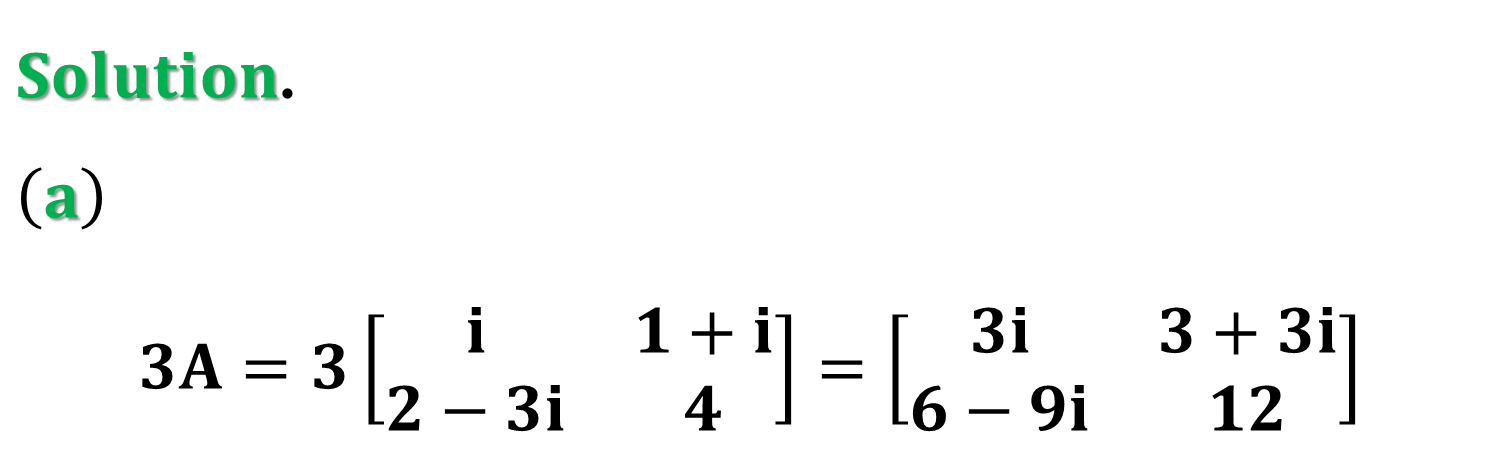 Solution.
(a)
3A = 3 [ i 1 + i
2 − 3i 4 ] = [ 3i 3 + 3i
6 − 9i 12 ]